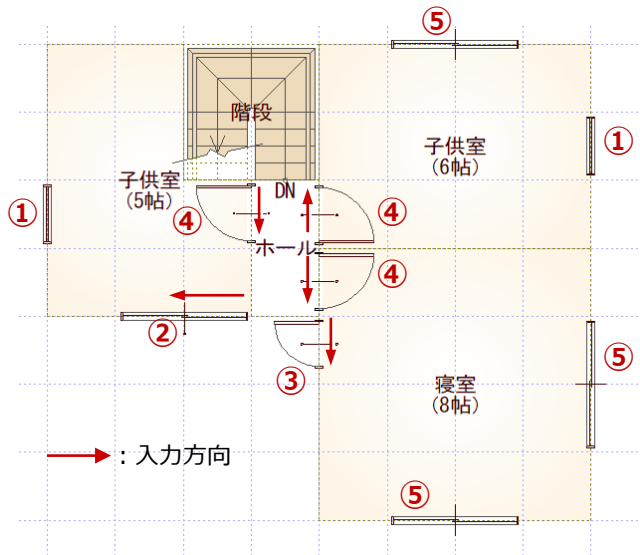 ⑤
階段
子供室
(6帖)
①
子供室
(5帖)
DN
①
④
④
ホール
④
②
⑤
③
寝室
(8帖)
：入力方向
⑤